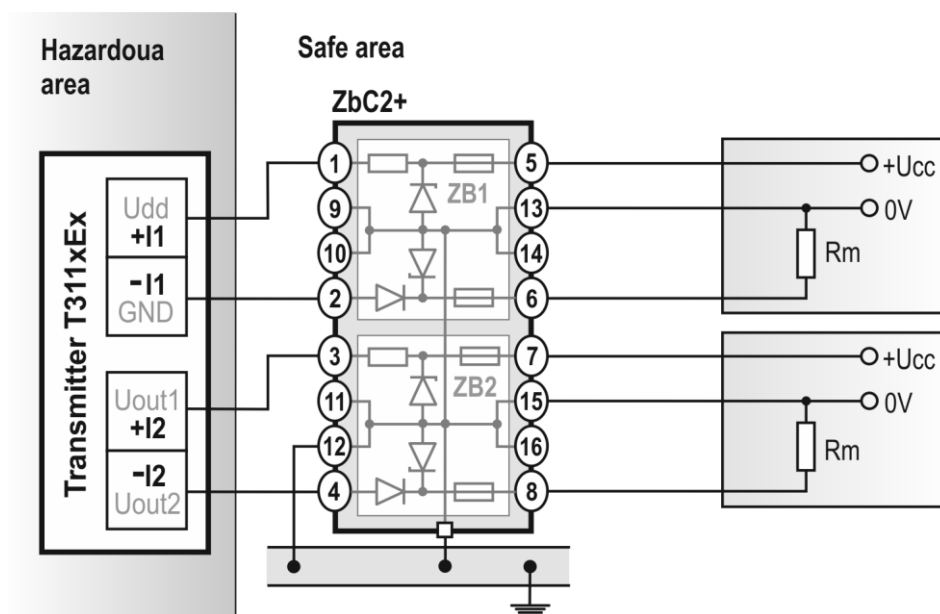 Hazardoua
area
Safe area
ZbC2+
Transmitter T311xEx
Udd
+I1
-I1
GND
Uout1
+I2
-I2
Uout2
1
9
10
2
3
11
12
4
ZB1
ZB2
5
13
14
6
7
15
16
8
+Ucc
0V
Rm
+Ucc
0V
Rm